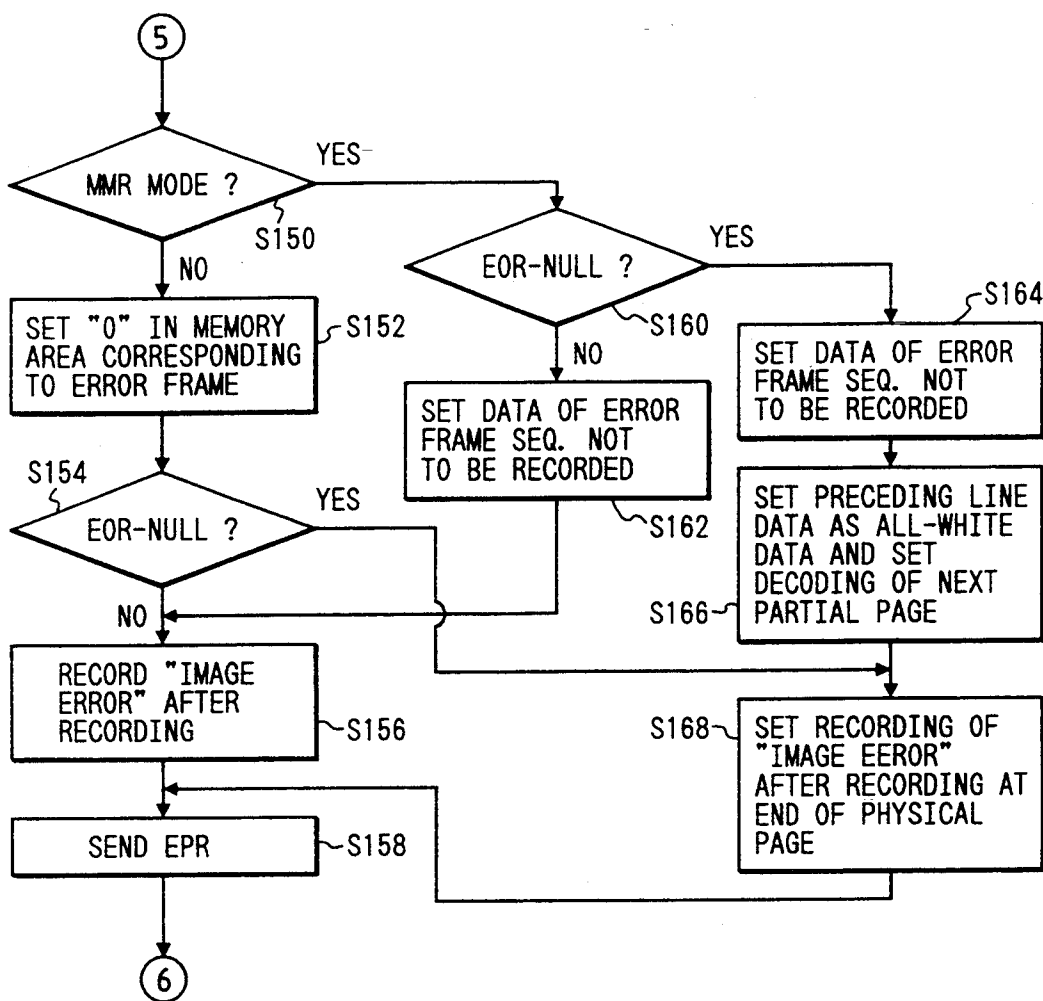 5
MMR MODE ?
YES
S150
NO
SET "0" IN MEMORY
AREA CORRESPONDING
TO ERROR FRAME
S152
S154
EOR-NULL ?
YES
NO
RECORD "IMAGE
ERROR" AFTER
RECORDING
S156
SEND EPR
S158
6
EOR-NULL ?
YES
S160
NO
SET DATA OF ERROR
FRAME SEQ. NOT
TO BE RECORDED
S162
S164
SET DATA OF ERROR
FRAME SEQ. NOT
TO BE RECORDED
SET PRECEDING LINE
DATA AS ALL-WHITE
DATA AND SET
DECODING OF NEXT
PARTIAL PAGE
S166
S168
SET RECORDING OF
"IMAGE EEROR"
AFTER RECORDING AT
END OF PHYSICAL
PAGE